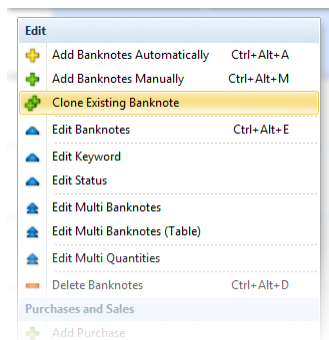 Edit
Add Banknotes Automatically Ctrl+Alt+A
Add Banknotes Manually Ctrl+Alt+M
Clone Existing Banknote
Edit Banknotes Ctrl+Alt+E
Edit Keyword
Edit Status
Edit Multi Banknotes
Edit Multi Banknotes (Table)
Edit Multi Quantities
Delete Banknotes Ctrl+Alt+D
Purchases and Sales
Add Purchase